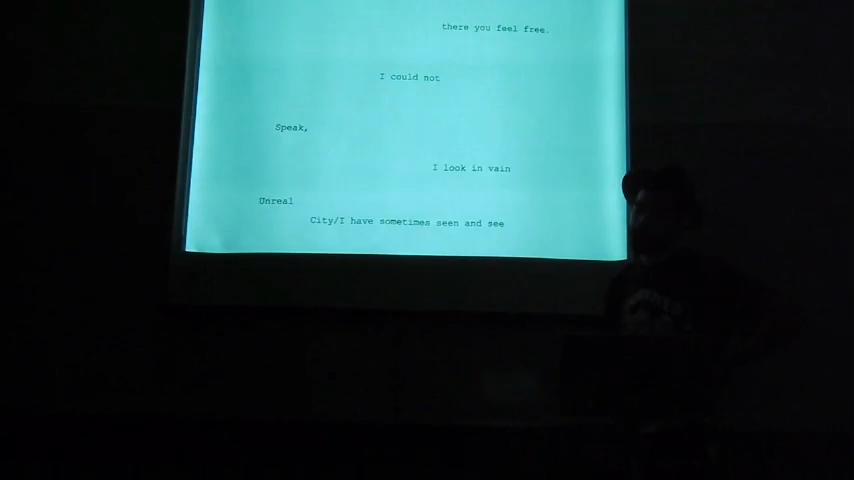 there you feel free.
I could not
Speak,
I look in vain
Unreal
City/I have sometimes seen and see